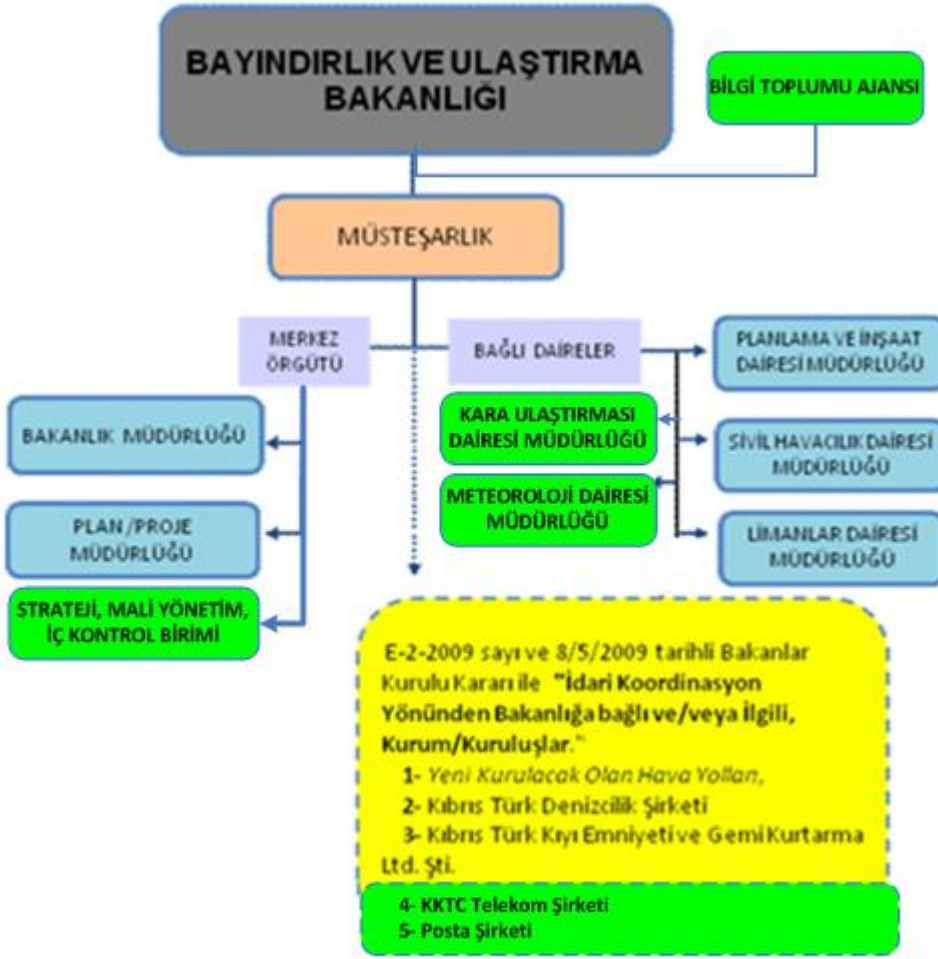 BAYINDIRLIK VE ULAŞTIRMA
BAKANLIĞI
BİLGİ TOPLUMU AJANSI
MÜSTEŞARLIK
MERKEZ
ÖRGÜTÜ
BAĞLI DAİRELER
PLANLAMA VE İNŞAAT
DAİRESİ MÜDÜRLÜĞÜ
BAKANLIK MÜDÜRLÜĞÜ
KARA ULAŞTIRMASI
DAİRESİ MÜDÜRLÜĞÜ
SİVİL HAVACILIK DAİRESİ
MÜDÜRLÜĞÜ
PLAN /PROJE
MÜDÜRLÜĞÜ
METEOROLOJİ DAİRESİ
MÜDÜRLÜĞÜ
LİMANLAR DAİRESİ
MÜDÜRLÜĞÜ
STRATEJİ, MALİ YÖNETİM,
İÇ KONTROL BİRİMİ
E-2-2009 sayı ve 8/5/2009 tarihli Bakanlar
Kurulu Kararı ile "İdari Koordinasyon
Yönünden Bakanlığa bağlı ve/veya İlgili,
Kurum/Kuruluşlar."
1- Yeni Kurulacak Olan Hava Yolları,
2- Kıbrıs Türk Denizcilik Şirketi
3- Kıbrıs Türk Kıyı Emniyeti ve Gemi Kurtarma
Ltd. Şti.
4- KKTC Telekom Şirketi
5- Posta Şirketi